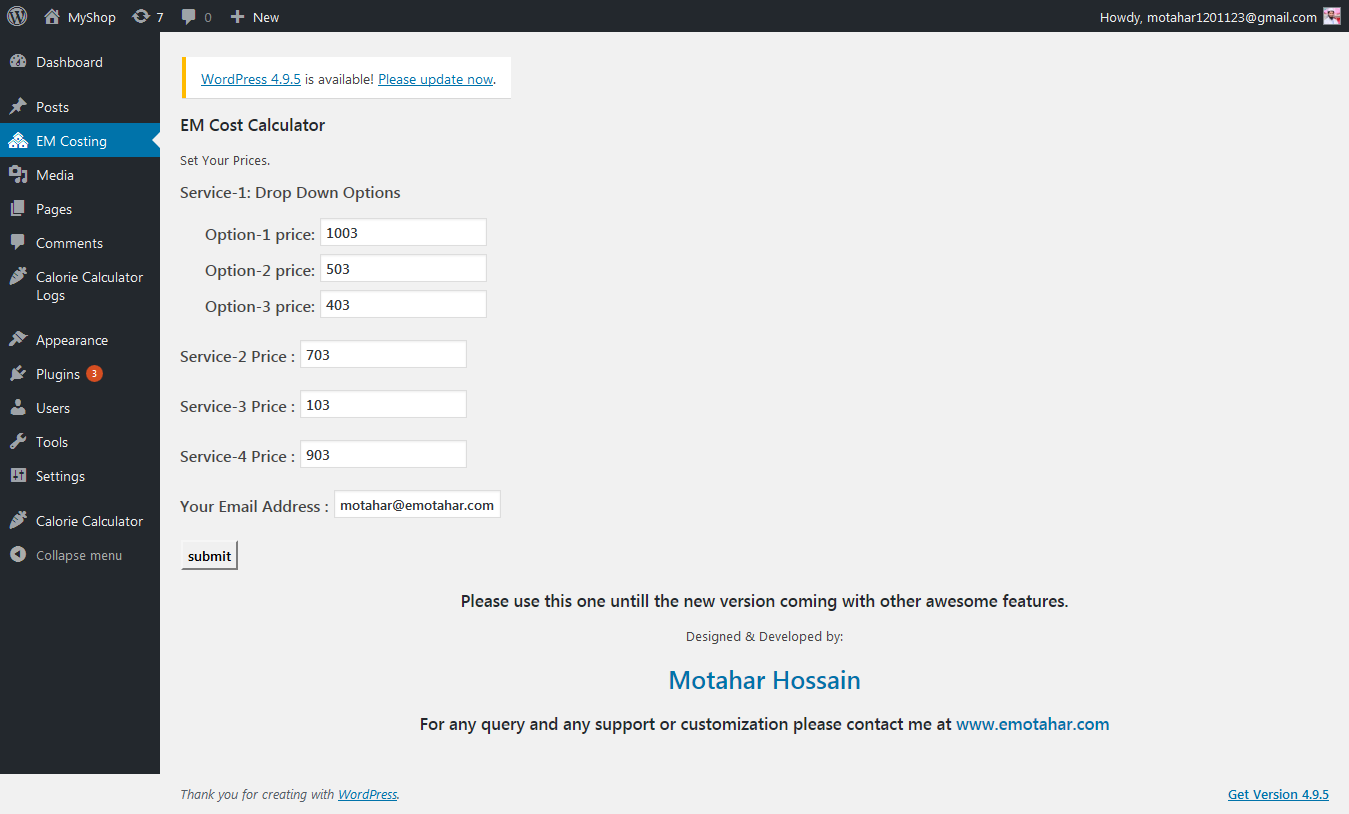 MyShop 7 0 New Howdy, motahar1201123@gmail.com
Dashboard
Posts
EM Costing
Media
Pages
Comments
Calorie Calculator
Logs
Appearance
Plugins 3
Users
Tools
Settings
Calorie Calculator
Collapse menu
WordPress 4.9.5 is available! Please update now.
EM Cost Calculator
Set Your Prices.
Service-1: Drop Down Options
Option-1 price: 1003
Option-2 price: 503
Option-3 price: 403
Service-2 Price : 703
Service-3 Price : 103
Service-4 Price : 903
Your Email Address : motahar@emotahar.com
submit
Please use this one untill the new version coming with other awesome features.
Designed & Developed by:
Motahar Hossain
For any query and any support or customization please contact me at www.emotahar.com
Thank you for creating with WordPress. Get Version 4.9.5